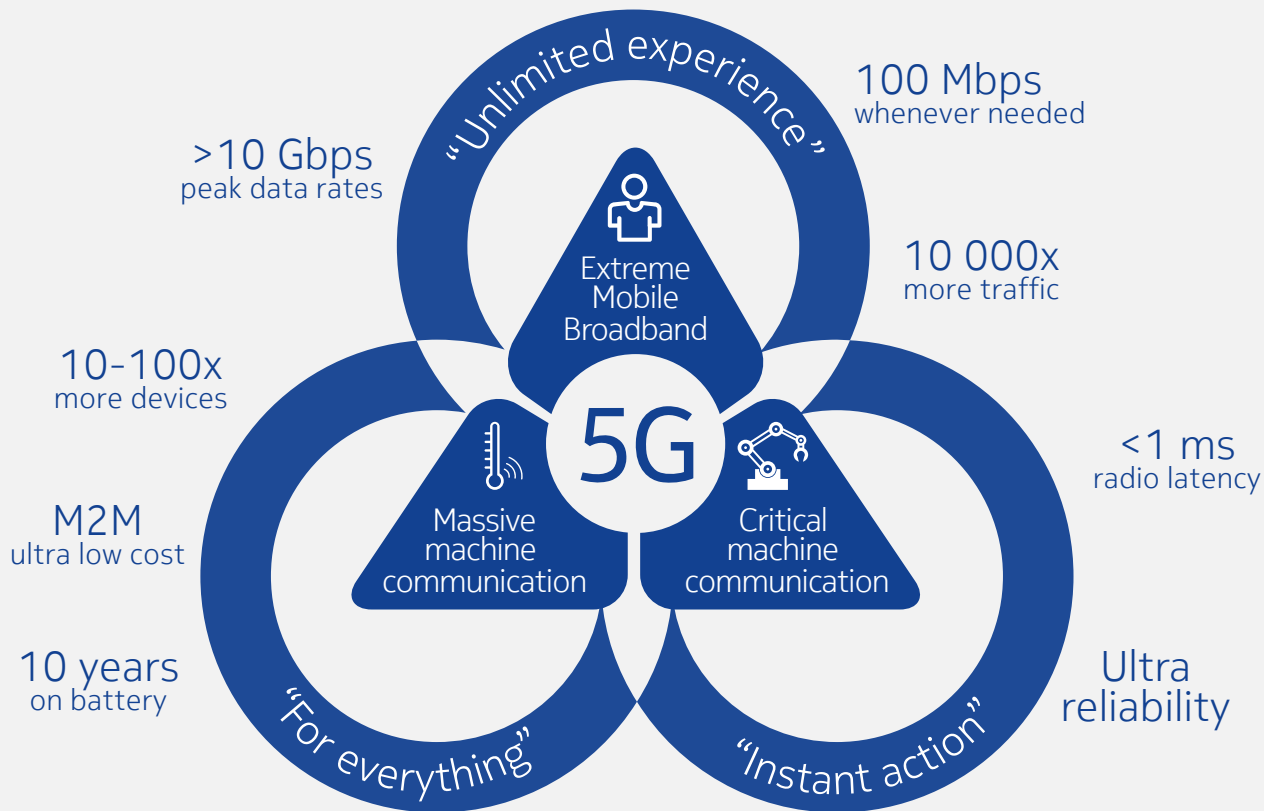 “Unlimited experience”
100 Mbps
whenever needed
>10 Gbps
peak data rates
10 000x
more traffic
Extreme
Mobile
Broadband
5G
10-100x
more devices
M2M
ultra low cost
10 years
on battery
Massive
machine
communication
“For everything”
Critical
machine
communication
<1 ms
radio latency
Ultra
reliability
“Instant action”